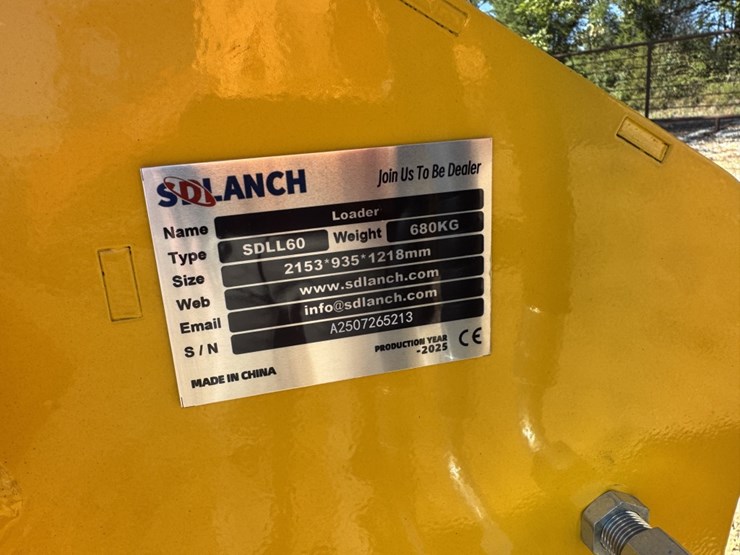 SDLANCH Join Us To Be Dealer
Name Loader
Type SDLL60 Weight 680KG
Size 2153*935*1218mm
Web www.sdlanch.com
Email info@sdlanch.com
S/N A2507265213
PRODUCTION YEAR
-2025 CE
MADE IN CHINA